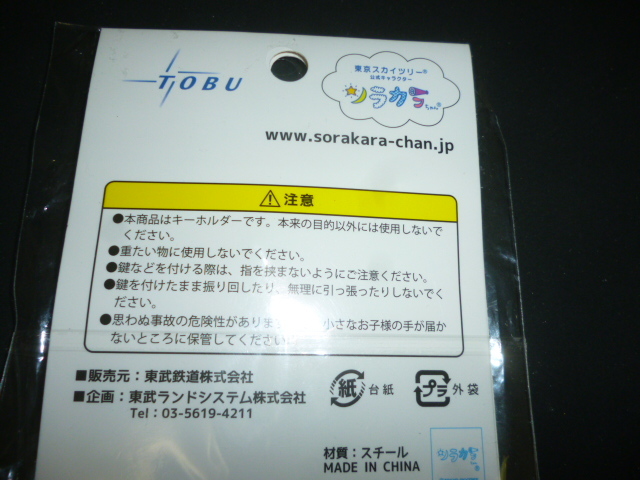 TOBU
東京スカイツリー®
公式キャラクター
ソラカラちゃん®
www.sorakara-chan.jp
⚠注意
●本商品はキーホルダーです。本来の目的以外には使用しないで
ください。
●重たい物に使用しないでください。
●鍵などを付ける際は、指を挟まないようにご注意ください。
●鍵を付けたまま振り回したり、無理に引っ張ったりしないでく
ださい。
●思わぬ事故の危険性がありま 小さなお子様の手が届か
ないところに保管してください
■販売元：東武鉄道株式会社
■企画：東武ランドシステム株式会社
Tel：03-5619-4211
紙 台紙
プラ 外袋
材質：スチール
MADE IN CHINA
ソラカラ